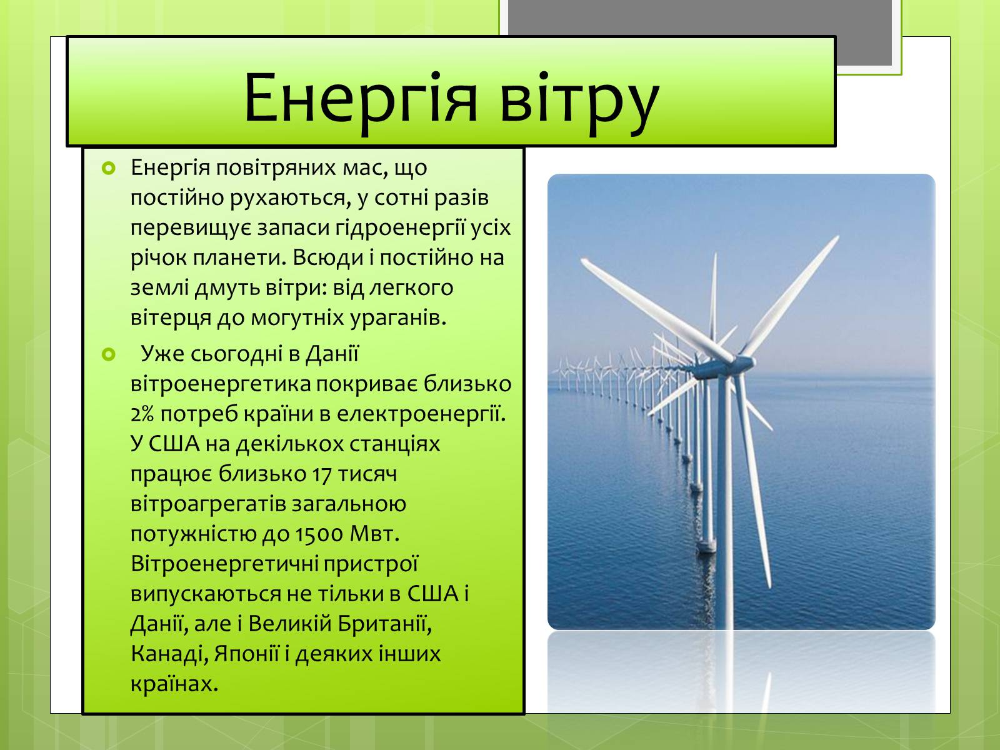 Енергія вітру
Енергія повітряних мас, що
постійно рухаються, у сотні разів
перевищує запаси гідроенергії усіх
річок планети. Всюди і постійно на
землі дмуть вітри: від легкого
вітерця до могутніх ураганів.
Уже сьогодні в Данії
вітроенергетика покриває близько
2% потреб країни в електроенергії.
У США на декількох станціях
працює близько 17 тисяч
вітроагрегатів загальною
потужністю до 1500 Мвт.
Вітроенергетичні пристрої
випускаються не тільки в США і
Данії, але і Великій Британії,
Канаді, Японії і деяких інших
країнах.